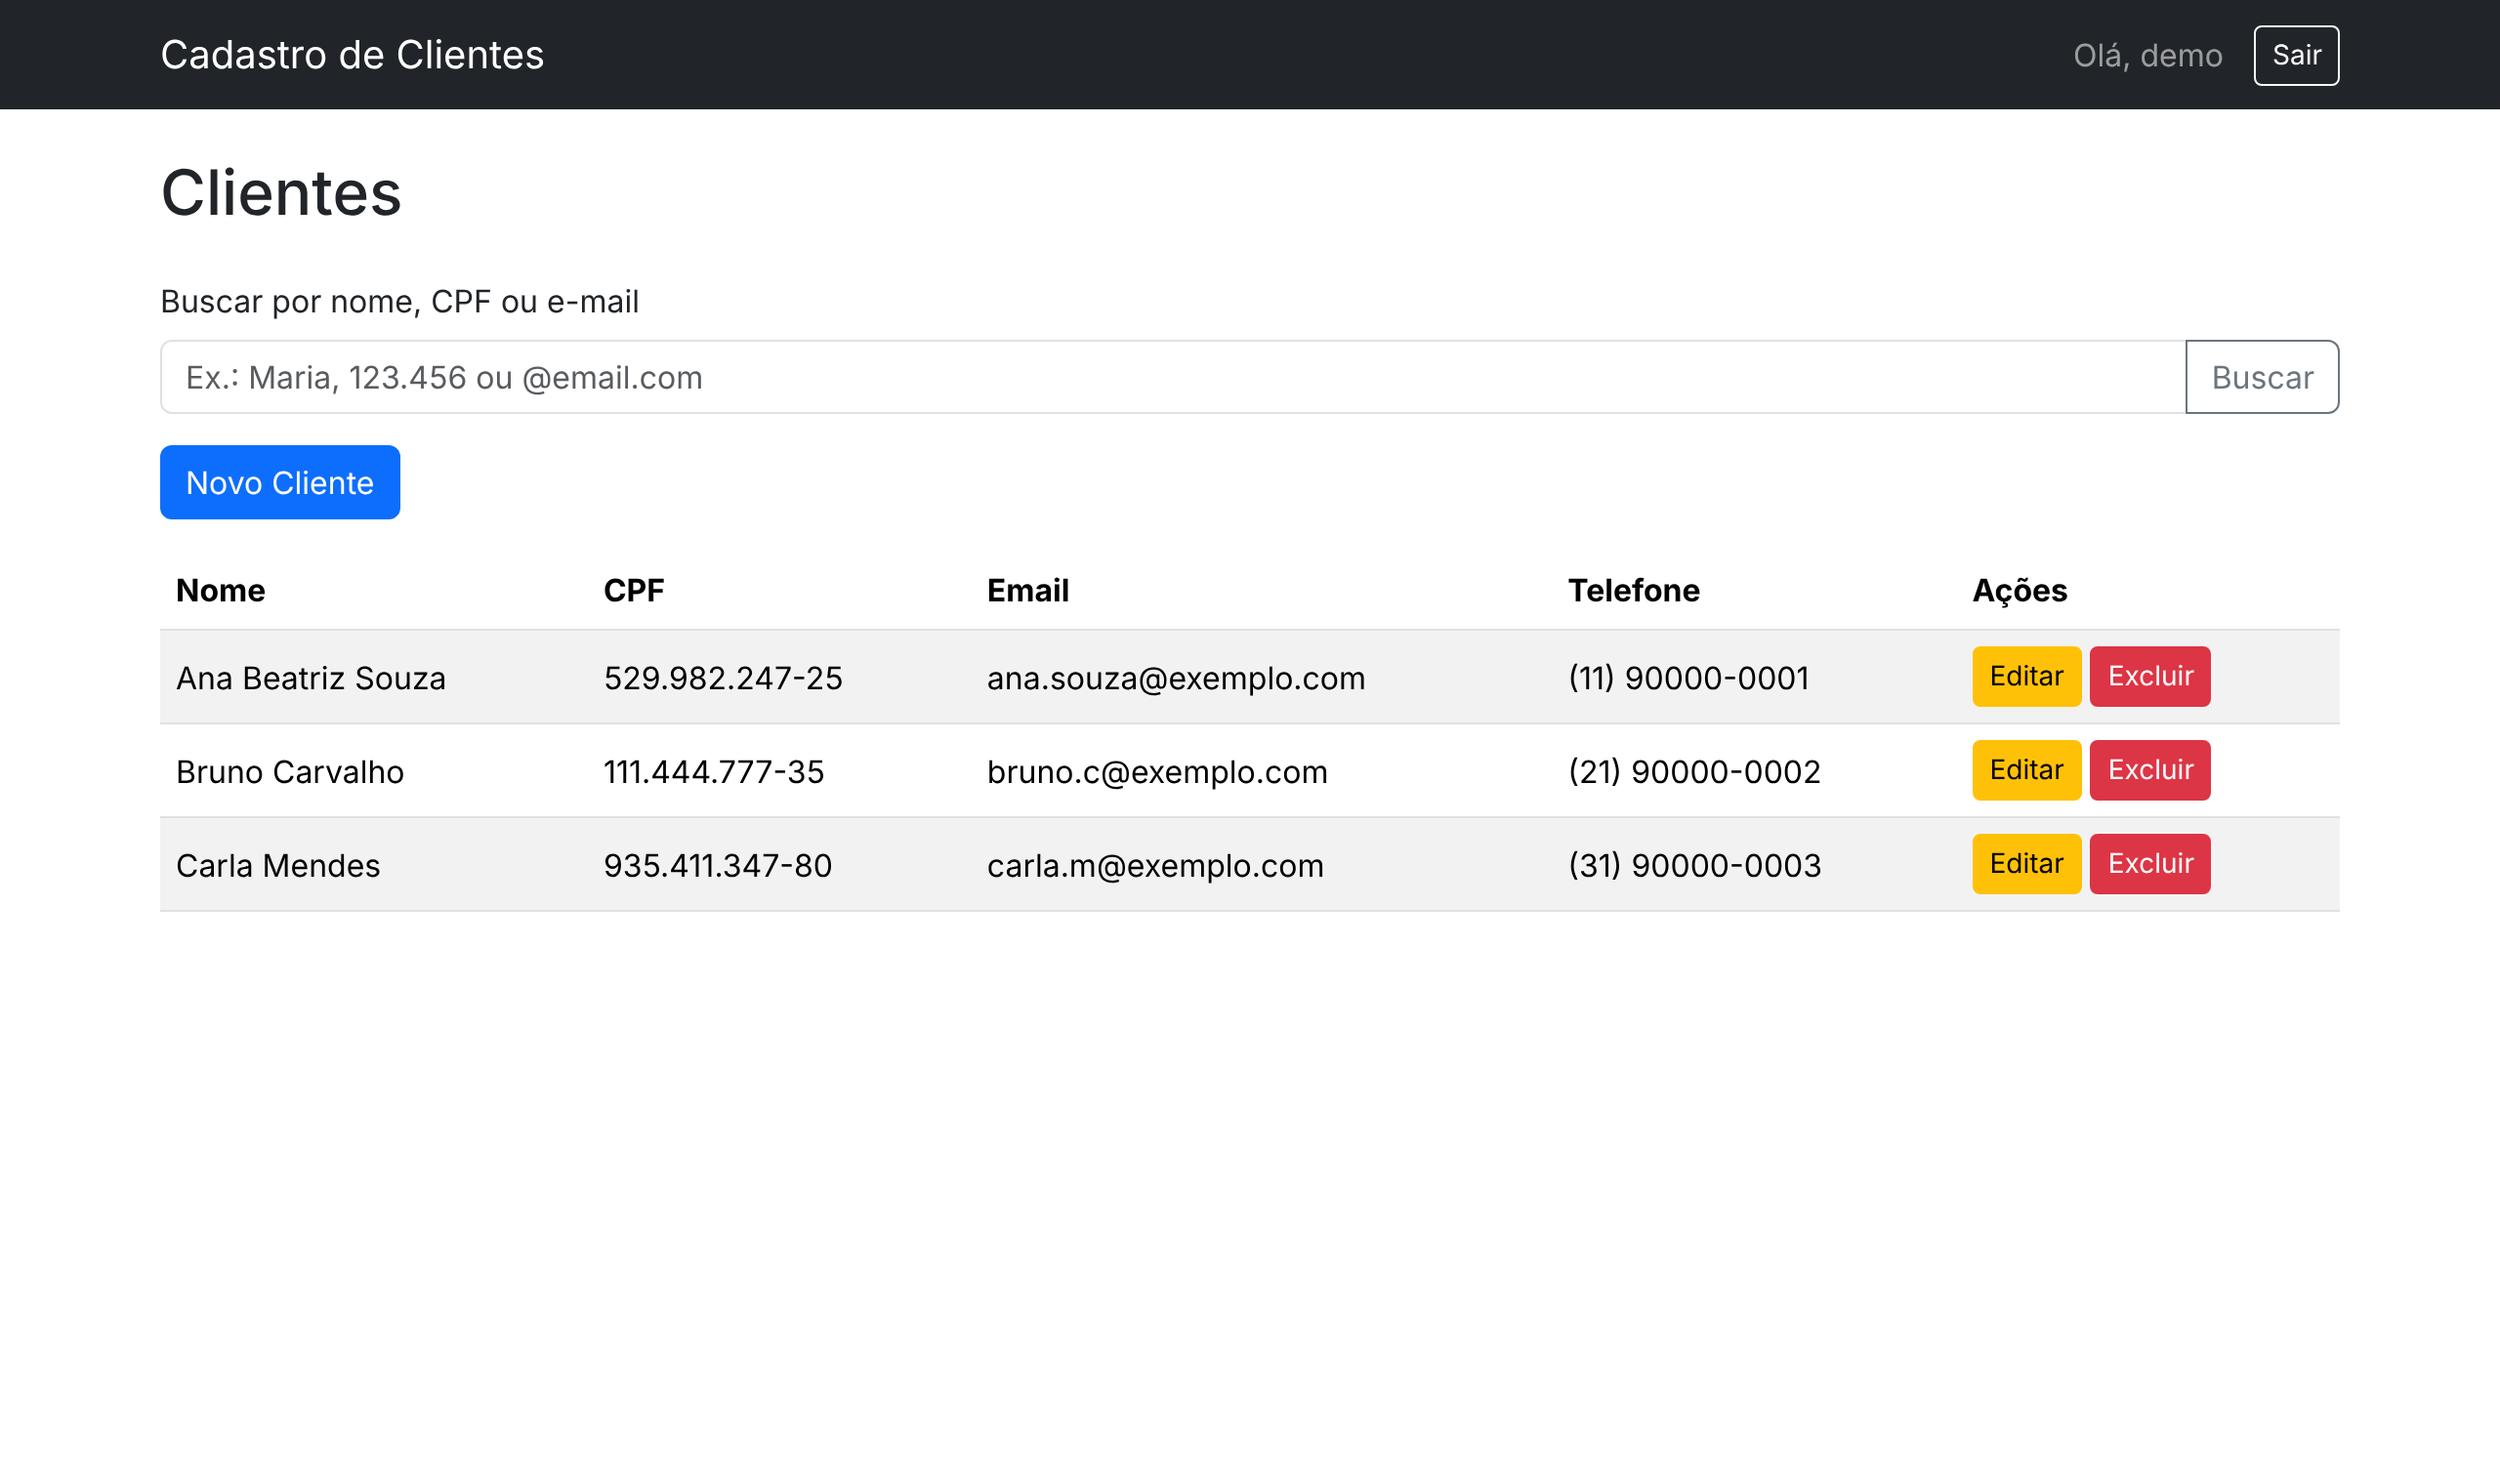 Cadastro de Clientes Olá, demo Sair
Clientes
Buscar por nome, CPF ou e-mail
Ex.: Maria, 123.456 ou @email.com Buscar
Novo Cliente
Nome CPF Email Telefone Ações
Ana Beatriz Souza 529.982.247-25 ana.souza@exemplo.com (11) 90000-0001 Editar Excluir
Bruno Carvalho 111.444.777-35 bruno.c@exemplo.com (21) 90000-0002 Editar Excluir
Carla Mendes 935.411.347-80 carla.m@exemplo.com (31) 90000-0003 Editar Excluir